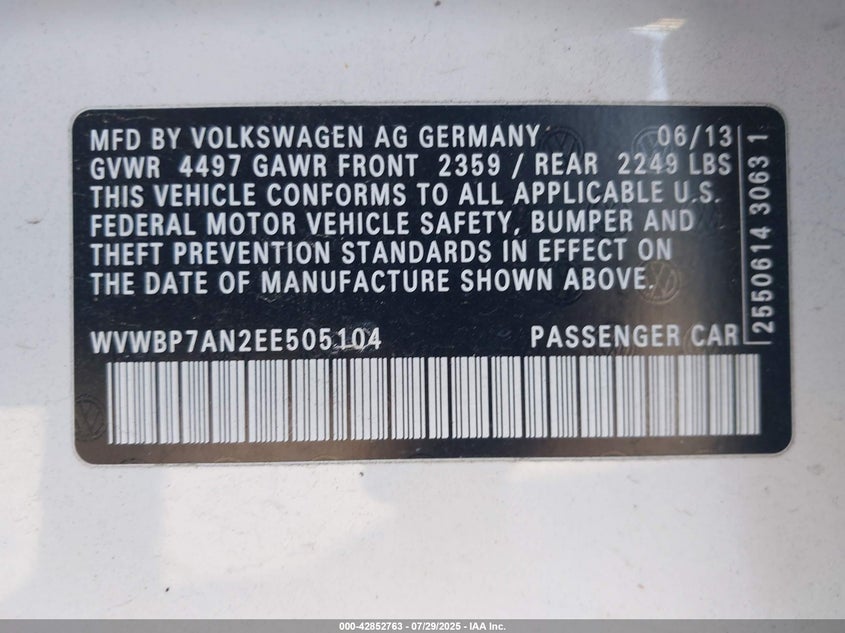 MFD BY VOLKSWAGEN AG GERMANY 06/13
GVWR 4497 GAWR FRONT 2359 / REAR 2249 LBS
THIS VEHICLE CONFORMS TO ALL APPLICABLE U.S.
FEDERAL MOTOR VEHICLE SAFETY, BUMPER AND
THEFT PREVENTION STANDARDS IN EFFECT ON
THE DATE OF MANUFACTURE SHOWN ABOVE.
WVWBP7AN2EE505104 PASSENGER CAR
2550614 3063 1
000-42852763 - 07/29/2025 - IAA Inc.